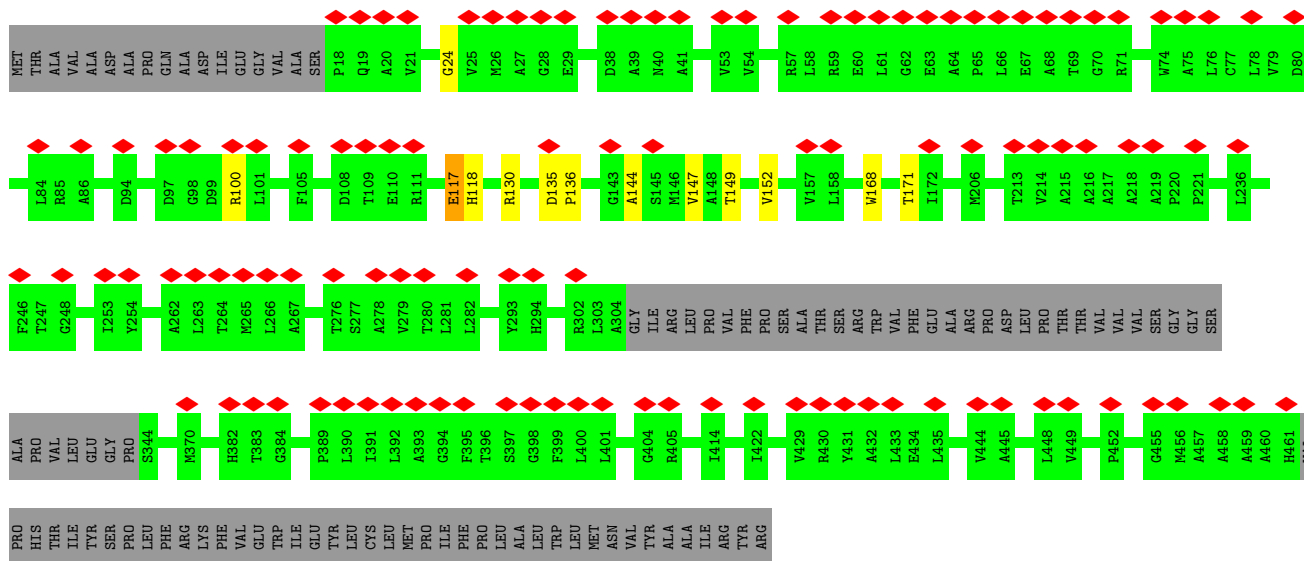 MET THR ALA VAL ALA ASP ALA PRO GLN ALA ASP ILE GLU GLY VAL ALA SER P18 Q19 A20 V21 G24 V25 M26 A27 G28 E29 D38 A39 N40 A41 V53 V54 R57 L58 R59 E60 L61 G62 E63 A64 P65 L66 E67 A68 T69 G70 R71 W74 A75 L76 C77 L78 V79 D80
L84 R85 A86 D94 D97 G98 D99 R100 L101 F105 D108 T109 E110 R111 E117 H118 R130 D135 P136 G143 A144 S145 M146 V147 A148 T149 V152 V157 L158 W168 T171 I172 M206 T213 V214 A215 A216 A217 A218 A219 P220 P221 L236
F246 T247 G248 I253 Y254 A262 L263 T264 M265 L266 A267 T276 S277 A278 V279 T280 L281 L282 Y293 H294 R302 L303 A304 GLY ILE ARG LEU PRO VAL PHE PRO SER ALA THR SER ARG TRP VAL PHE GLU ALA ARG PRO ASP LEU PRO THR THR VAL VAL VAL SER GLY GLY SER
ALA PRO VAL LEU GLU GLY PRO S344 M370 H382 T383 G384 P389 L390 I391 L392 A393 G394 F395 T396 S397 G398 F399 L400 L401 G404 R405 I414 I422 V429 R430 Y431 A432 L433 E434 L435 V444 A445 L448 V449 P452 G455 M456 A457 A458 A459 A460 H461
PRO HIS THR ILE TYR SER PRO LEU PHE ARG LYS PHE VAL GLU TRP ILE GLU TYR LEU CYS LEU MET PRO ILE PHE PRO LEU ALA LEU TRP LEU MET ASN VAL TYR ALA ALA ILE ARG TYR ARG